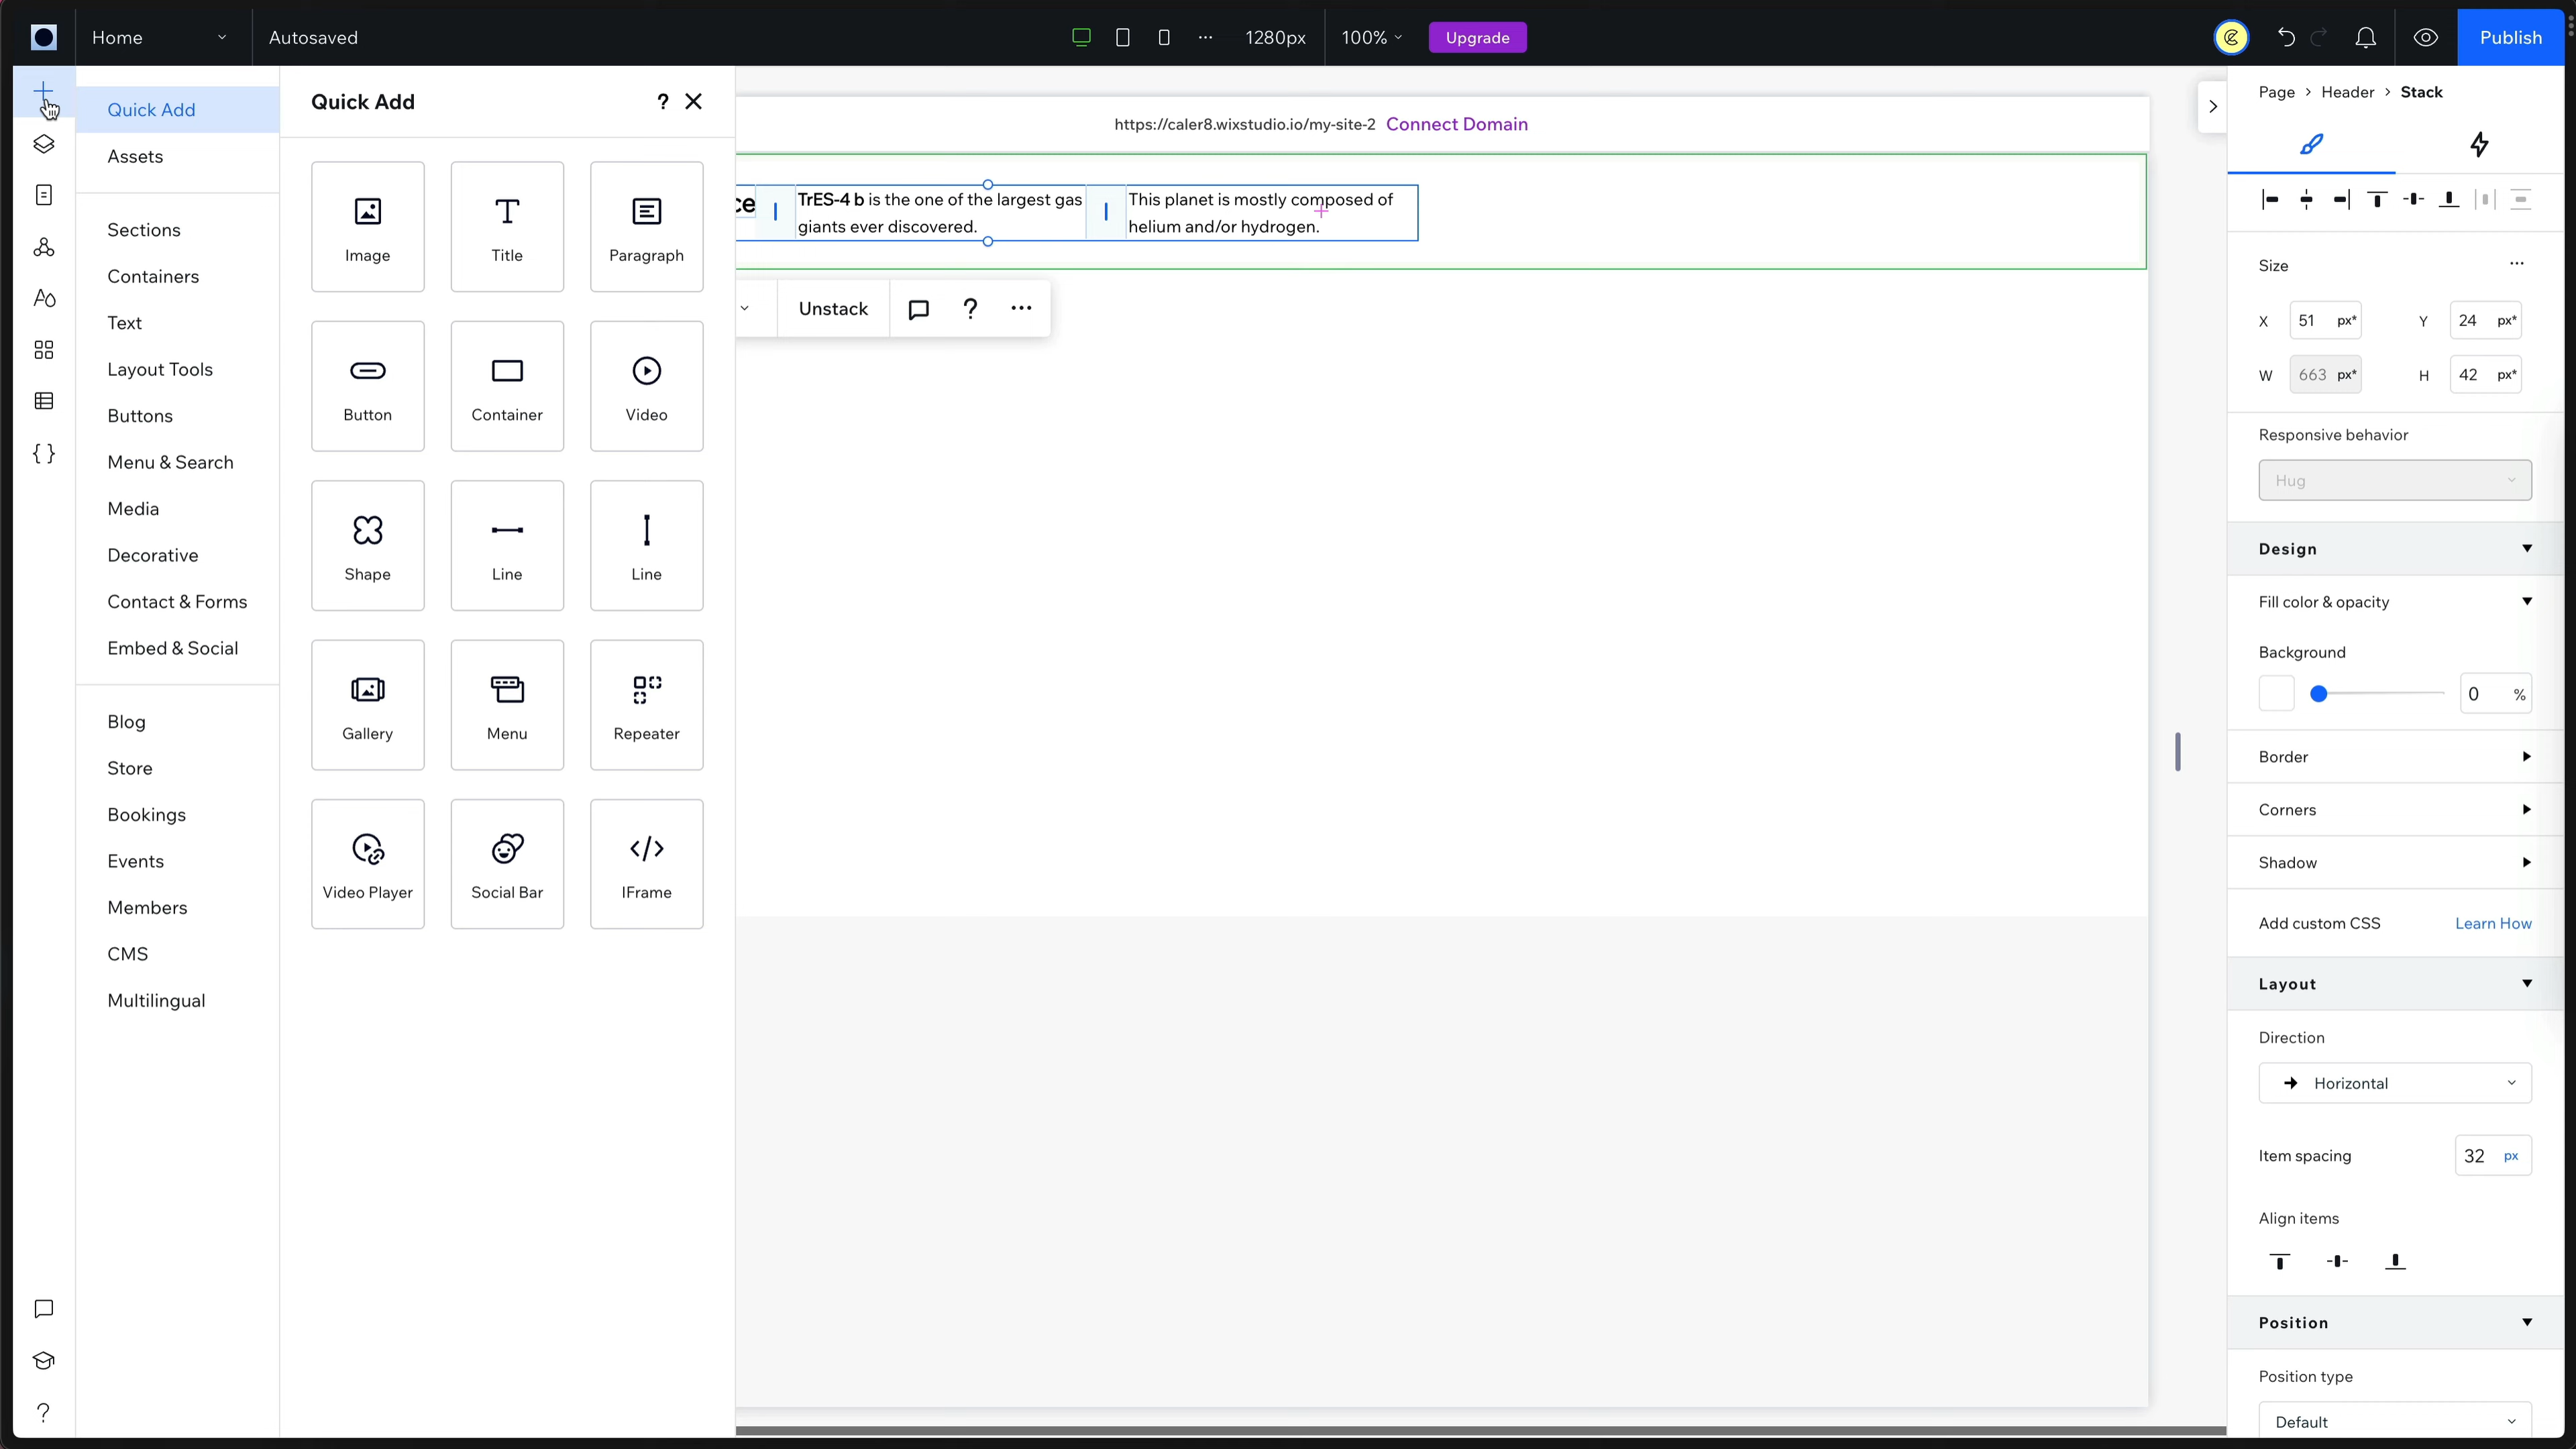 Home
Autosaved
1280px
100%
Upgrade
Publish
Quick Add
Assets
Sections
Containers
Text
Layout Tools
Buttons
Menu & Search
Media
Decorative
Contact & Forms
Embed & Social
Blog
Store
Bookings
Events
Members
CMS
Multilingual
Quick Add
?
Image
Title
Paragraph
Button
Container
Video
Shape
Line
Line
Gallery
Menu
Repeater
Video Player
Social Bar
IFrame
https://caler8.wixstudio.io/my-site-2 Connect Domain
ce
TrES-4 b is the one of the largest gas
giants ever discovered.
This planet is mostly composed of
helium and/or hydrogen.
Unstack
?
Page > Header > Stack
Size
X 51 px* Y 24 px*
W 663 px* H 42 px*
Responsive behavior
Hug
Design
Fill color & opacity
Background
0 %
Border
Corners
Shadow
Add custom CSS Learn How
Layout
Direction
Horizontal
Item spacing 32 px
Align items
Position
Position type
Default
?